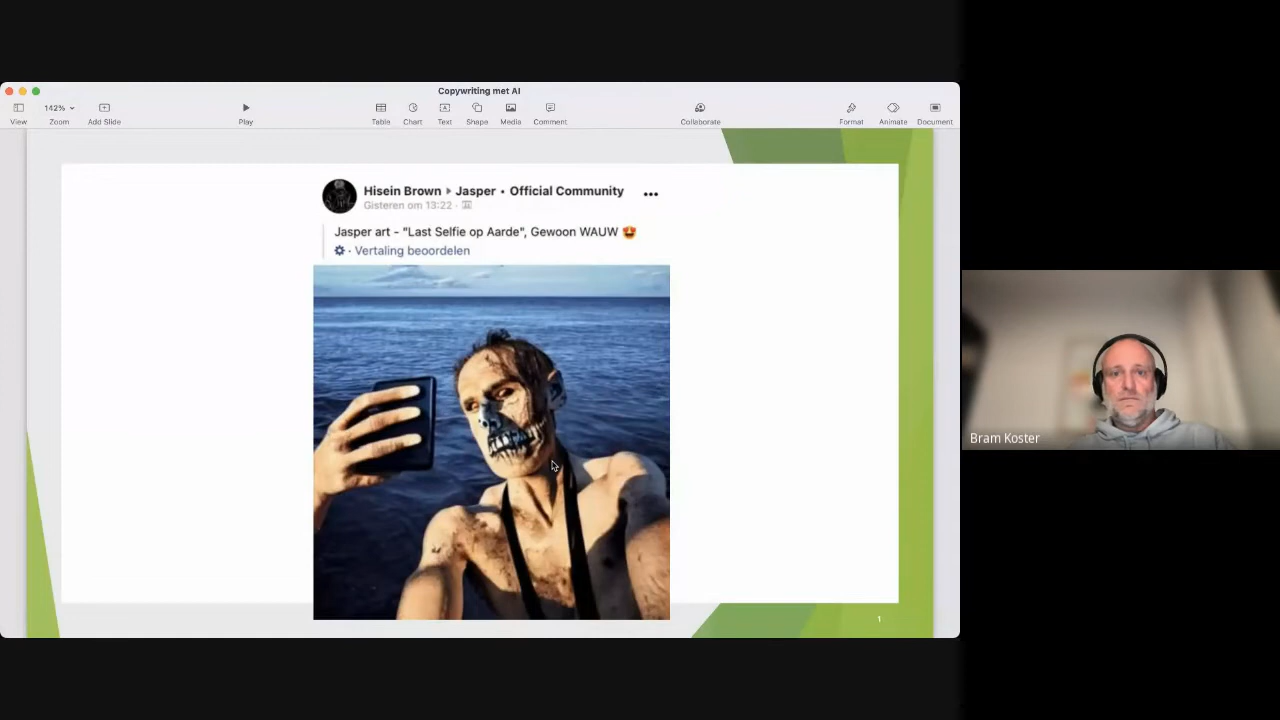 Copywriting met AI
142%
View
Zoom
Add Slide
Play
Table
Chart
Text
Shape
Media
Comment
Collaborate
Format
Animate
Document
Hisein Brown ▸ Jasper • Official Community
Gisteren om 13:22 ·
Jasper art - "Last Selfie op Aarde", Gewoon WAUW 🤩
· Vertaling beoordelen
1
Bram Koster